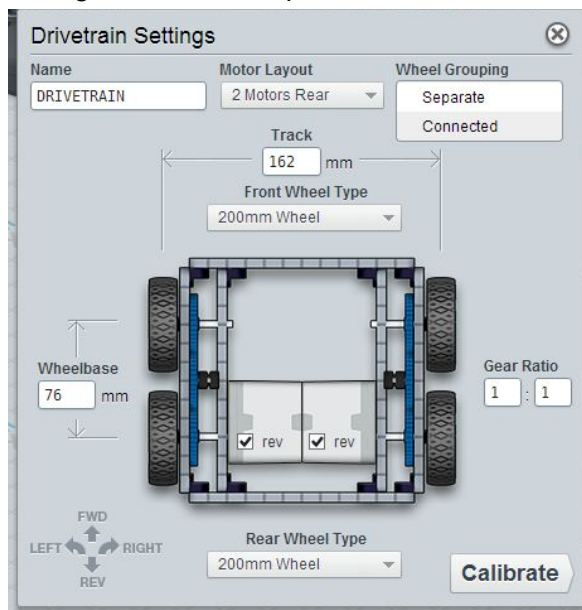 Drivetrain Settings
Name Motor Layout Wheel Grouping
DRIVETRAIN 2 Motors Rear Separate
Connected
Track
162 mm
Front Wheel Type
200mm Wheel
Wheelbase
76 mm
Gear Ratio
1 : 1
rev rev
FWD
LEFT RIGHT
REV
Rear Wheel Type
200mm Wheel
Calibrate